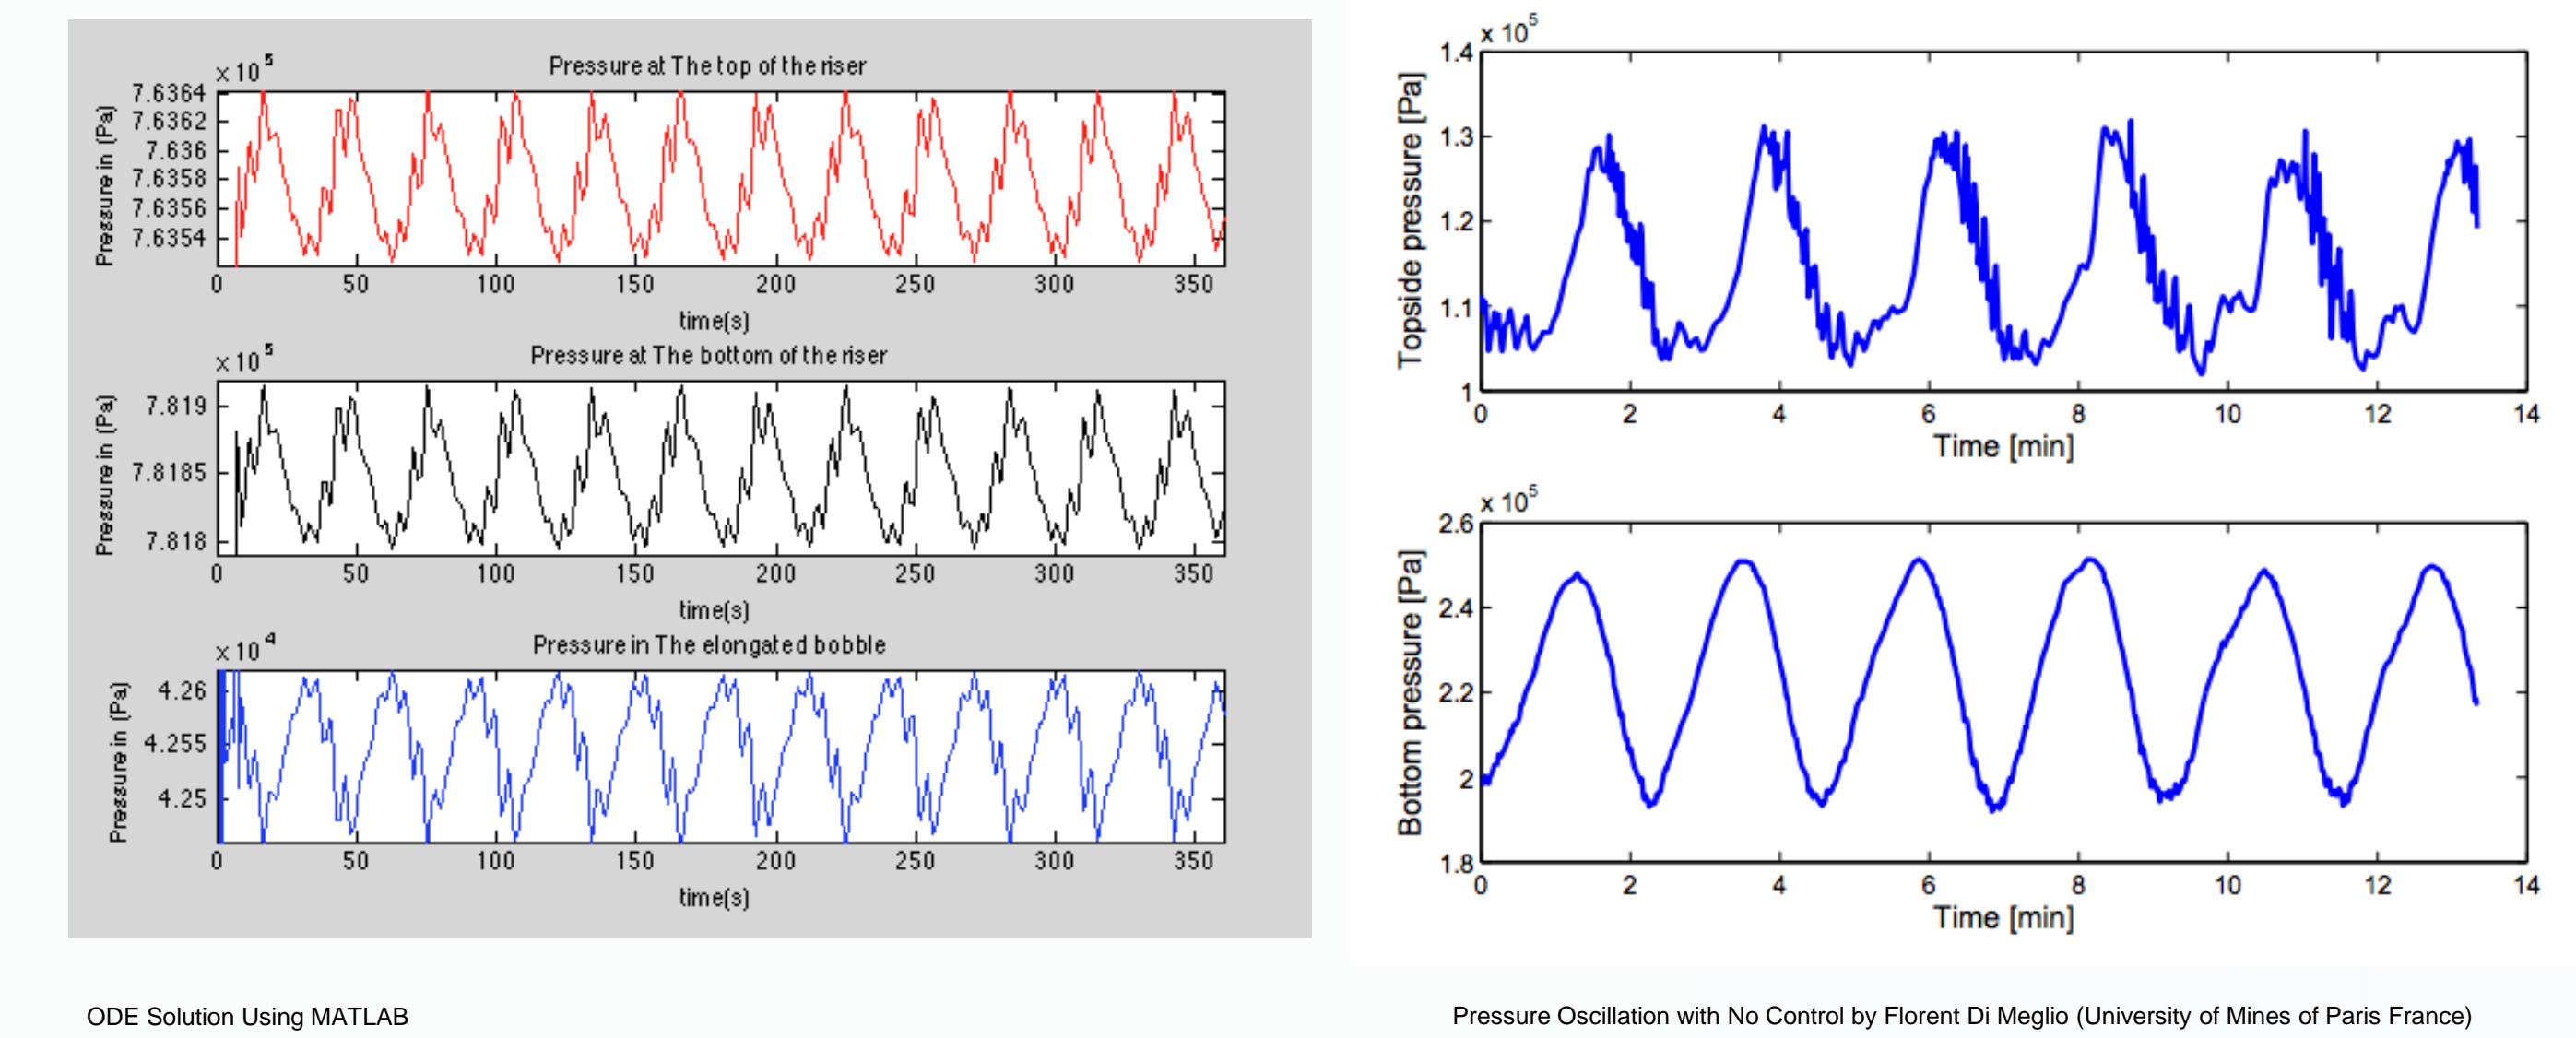 Pressure at The top of the riser
x 10 5
7.6364
7.6362
7.636
7.6358
7.6356
7.6354
Pressure in (Pa)
0 50 100 150 200 250 300 350
time(s)
Pressure at The bottom of the riser
x 10 5
7.819
7.8185
7.818
Pressure in (Pa)
0 50 100 150 200 250 300 350
time(s)
Pressure in The elongated bobble
x 10 4
4.26
4.255
4.25
Pressure in (Pa)
0 50 100 150 200 250 300 350
time(s)
ODE Solution Using MATLAB
x 10 5
1.4
1.3
1.2
1.1
1
Topside pressure [Pa]
0 2 4 6 8 10 12 14
Time [min]
x 10 5
2.6
2.4
2.2
2
1.8
Bottom pressure [Pa]
0 2 4 6 8 10 12 14
Time [min]
Pressure Oscillation with No Control by Florent Di Meglio (University of Mines of Paris France)